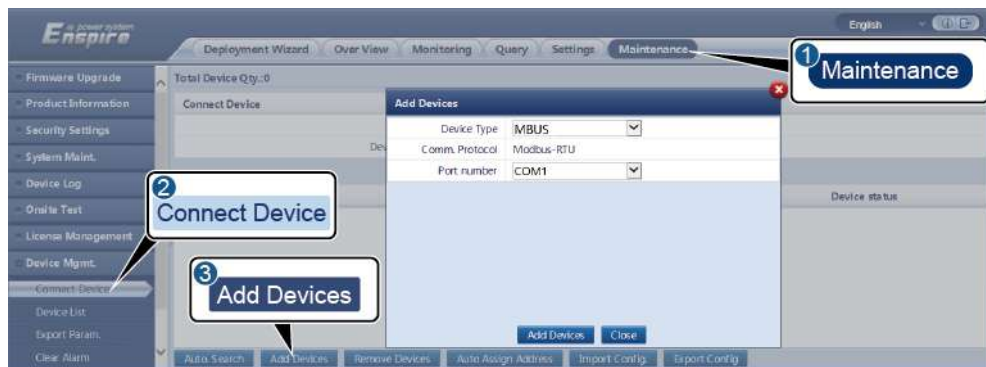 Enspire
English
Deployment Wizard Over View Monitoring Query Settings Maintenance
1 Maintenance
Firmware Upgrade
Total Device Qty.:0
Product Information
Connect Device
Add Devices
Security Settings
Device Type MBUS
System Maint.
Comm. Protocol Modbus-RTU
Port number COM1
Device Log
2 Connect Device
Device status
Onsite Test
License Management
Device Mgmt.
Connect Device
3 Add Devices
Device List
Export Param.
Add Devices Close
Clear Alarm
Auto. Search Add Devices Remove Devices Auto Assign Address Import Config. Export Config